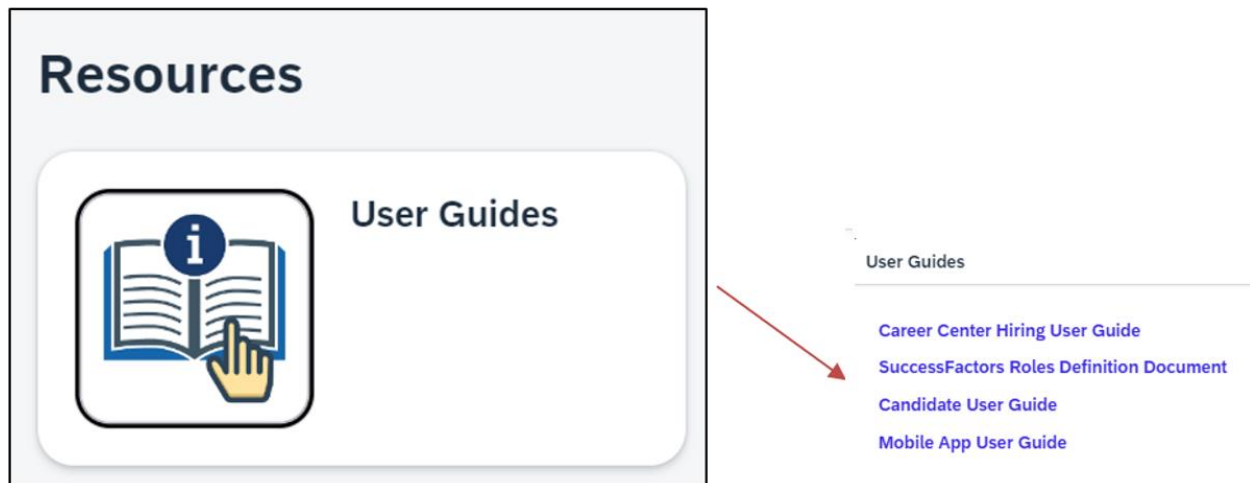 Resources
i
User Guides
User Guides
Career Center Hiring User Guide
SuccessFactors Roles Definition Document
Candidate User Guide
Mobile App User Guide